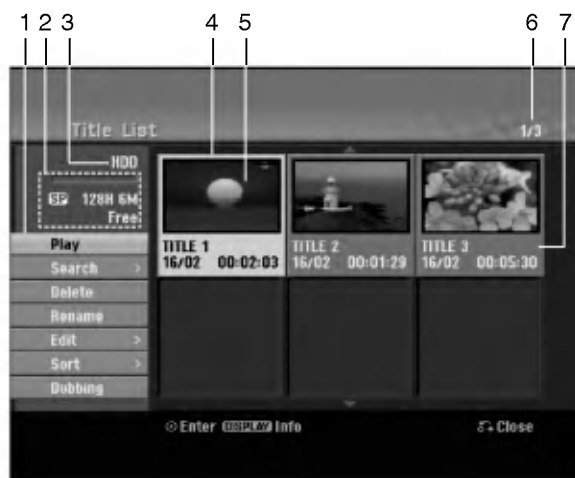 1 2 3 4 5 6 7
Title List
1/3
HDD
SP 128H 6M
Free
Play
Search >
Delete
Rename
Edit >
Sort >
Dubbing
TITLE 1
16/02 00:02:03
TITLE 2
16/02 00:01:29
TITLE 3
16/02 00:05:30
Enter DISPLAY Info
Close